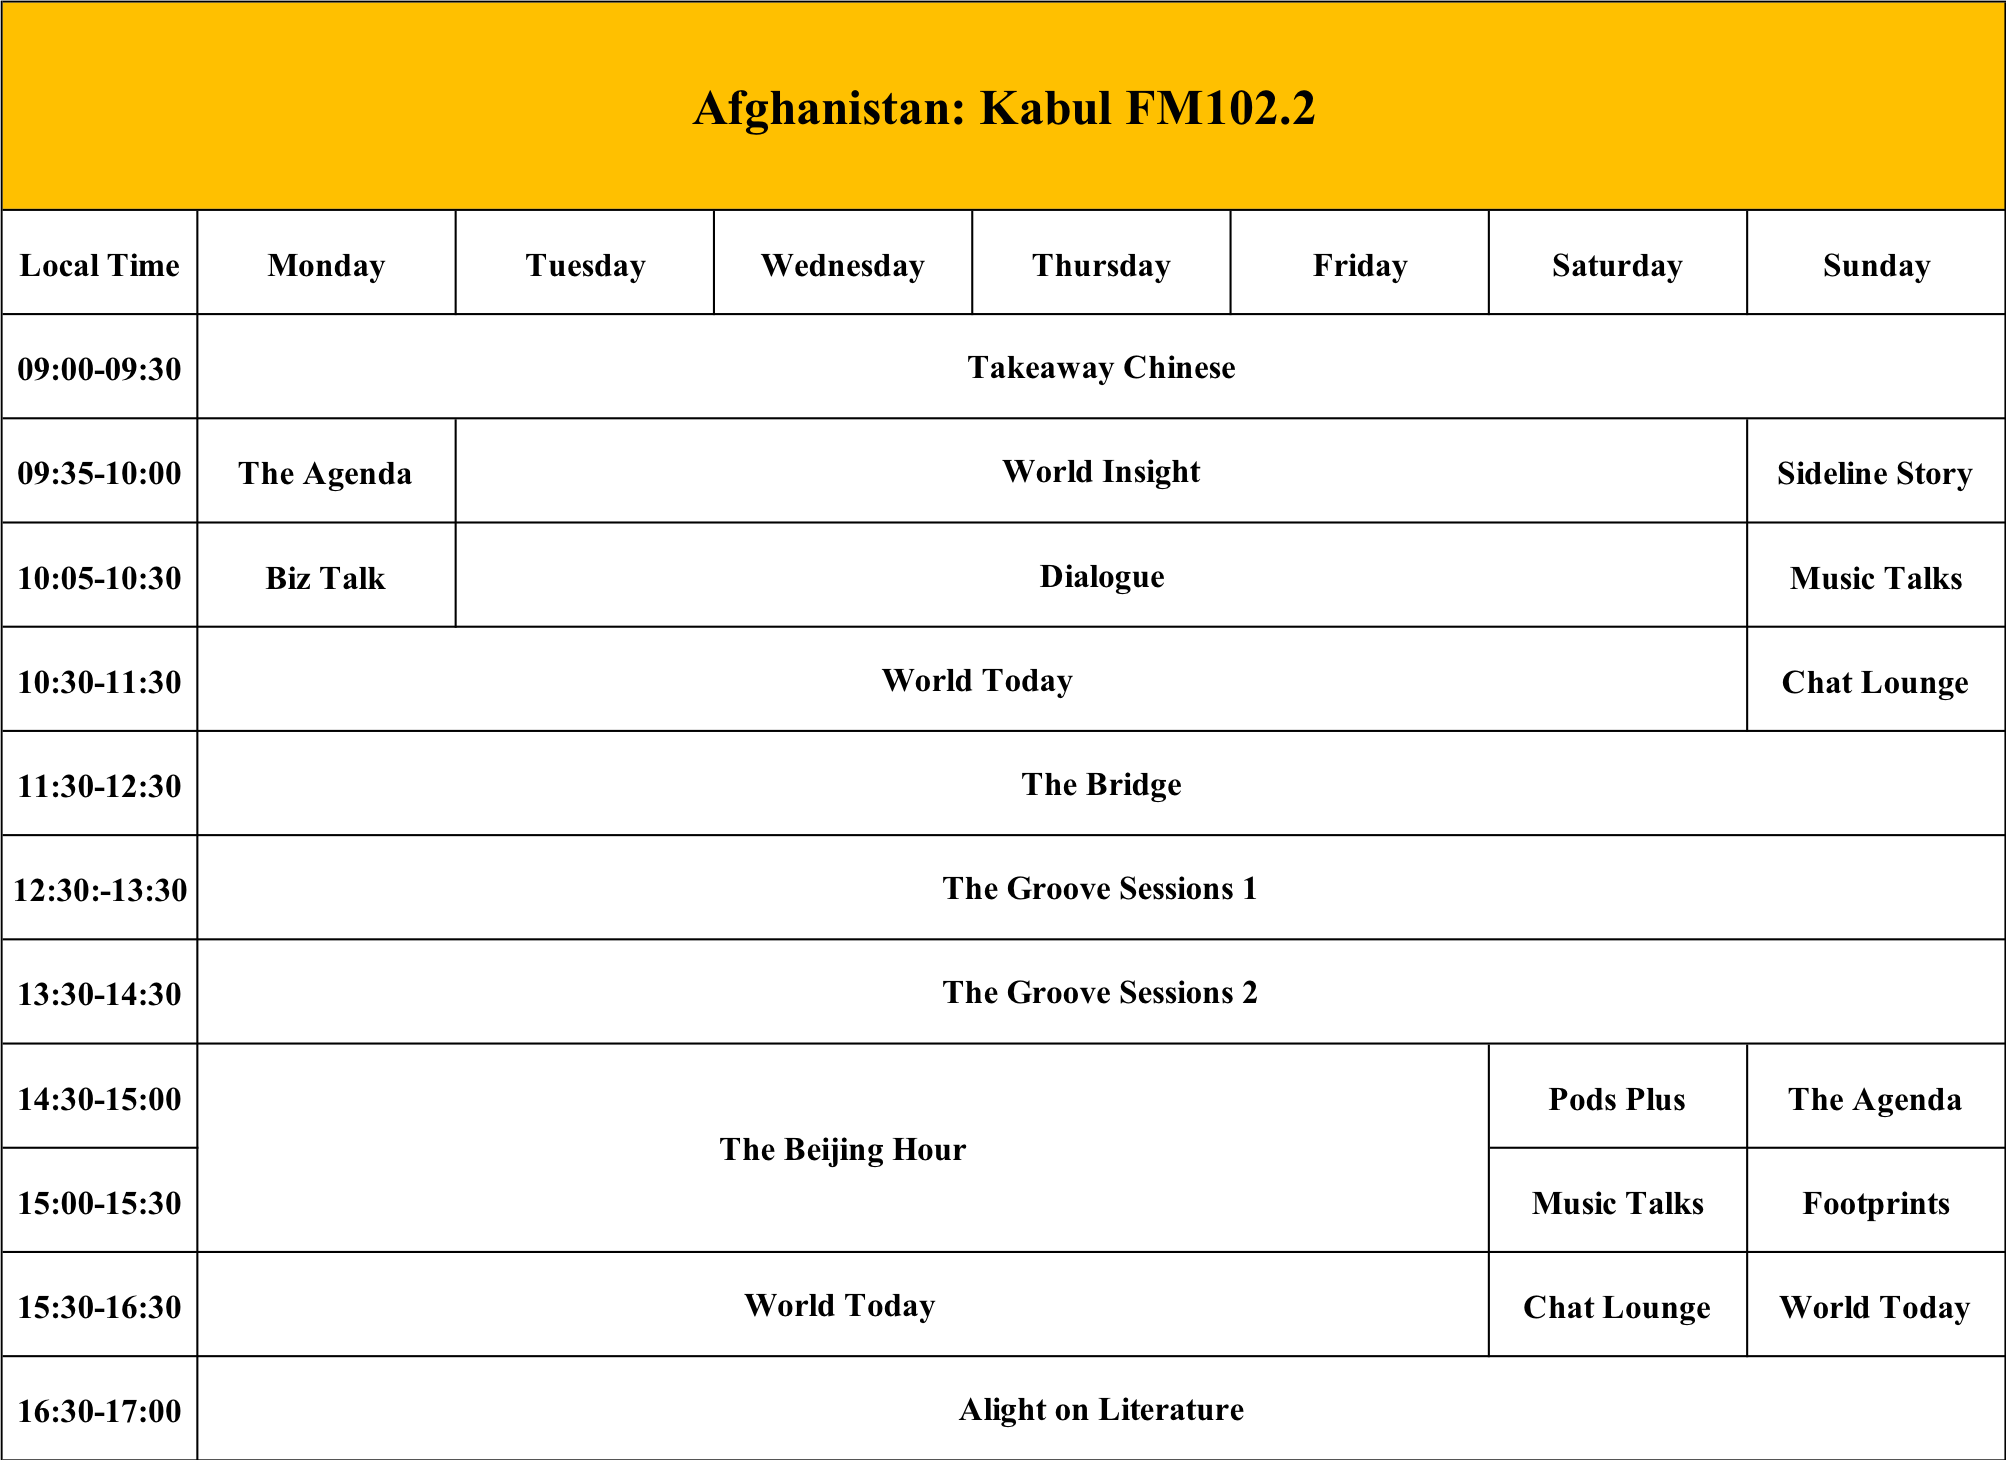 Afghanistan: Kabul FM102.2
Local Time Monday Tuesday Wednesday Thursday Friday Saturday Sunday
09:00-09:30 Takeaway Chinese
09:35-10:00 The Agenda World Insight Sideline Story
10:05-10:30 Biz Talk Dialogue Music Talks
10:30-11:30 World Today Chat Lounge
11:30-12:30 The Bridge
12:30:-13:30 The Groove Sessions 1
13:30-14:30 The Groove Sessions 2
14:30-15:00 Pods Plus The Agenda
The Beijing Hour
15:00-15:30 Music Talks Footprints
15:30-16:30 World Today Chat Lounge World Today
16:30-17:00 Alight on Literature